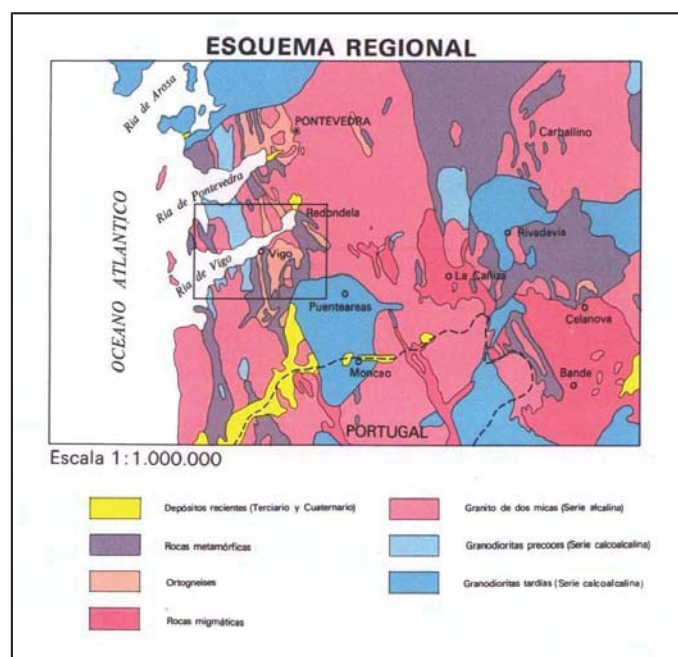 ESQUEMA REGIONAL
Ria de Arosa
PONTEVEDRA
Carballino
Ria de Pontevedra
OCEANO ATLANTICO
Redondela
Rivadavia
Vigo
Ria de Vigo
La Cañiza
Puenteareas
Celanova
Moncao
Bande
PORTUGAL
Escala 1:1.000.000
Depósitos recientes (Terciario y Cuaternario)
Rocas metamórficas
Ortogneises
Rocas migmáticas
Granito de dos micas (Serie alcalina)
Granodioritas precoces (Serie calcoalcalina)
Granodioritas tardías (Serie calcoalcalina)